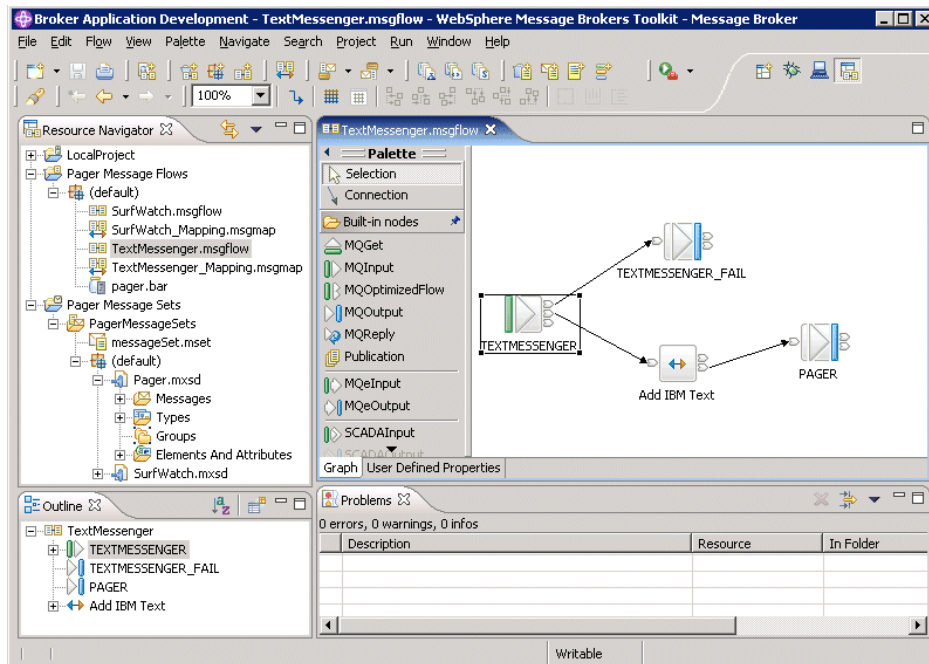 Broker Application Development - TextMessenger.msgflow - WebSphere Message Brokers Toolkit - Message Broker
File Edit Flow View Palette Navigate Search Project Run Window Help
100%
Resource Navigator
LocalProject
Pager Message Flows
(default)
SurfWatch.msgflow
SurfWatch_Mapping.msgmap
TextMessenger.msgflow
TextMessenger_Mapping.msgmap
pager.bar
Pager Message Sets
PagerMessageSets
messageSet.mset
(default)
Pager.mxsd
Messages
Types
Groups
Elements And Attributes
SurfWatch.mxsd
TextMessenger.msgflow
Palette
Selection
Connection
Built-in nodes
MQGet
MQInput
MQOptimizedFlow
MQOutput
MQReply
Publication
MQeInput
MQeOutput
SCADAInput
SCADAOutput
TEXTMESSENGER
TEXTMESSENGER_FAIL
Add IBM Text
PAGER
Graph User Defined Properties
Outline
TextMessenger
TEXTMESSENGER
TEXTMESSENGER_FAIL
PAGER
Add IBM Text
Problems
0 errors, 0 warnings, 0 infos
Description Resource In Folder
Writable